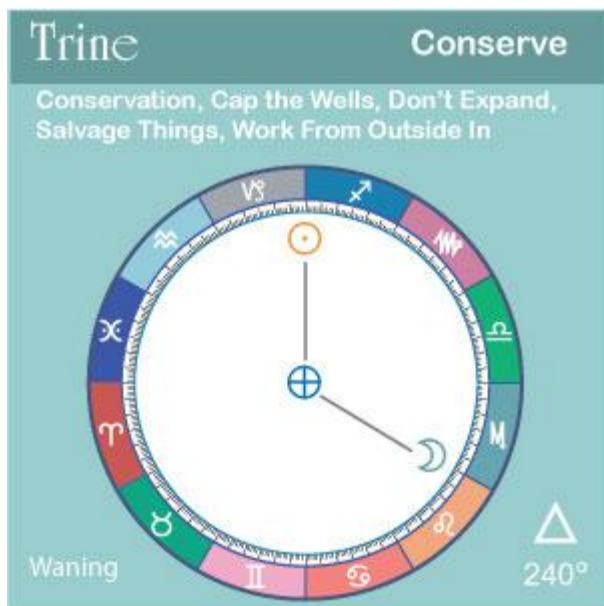 Trine
Conserve
Conservation, Cap the Wells, Don't Expand,
Salvage Things, Work From Outside In
Waning
240°